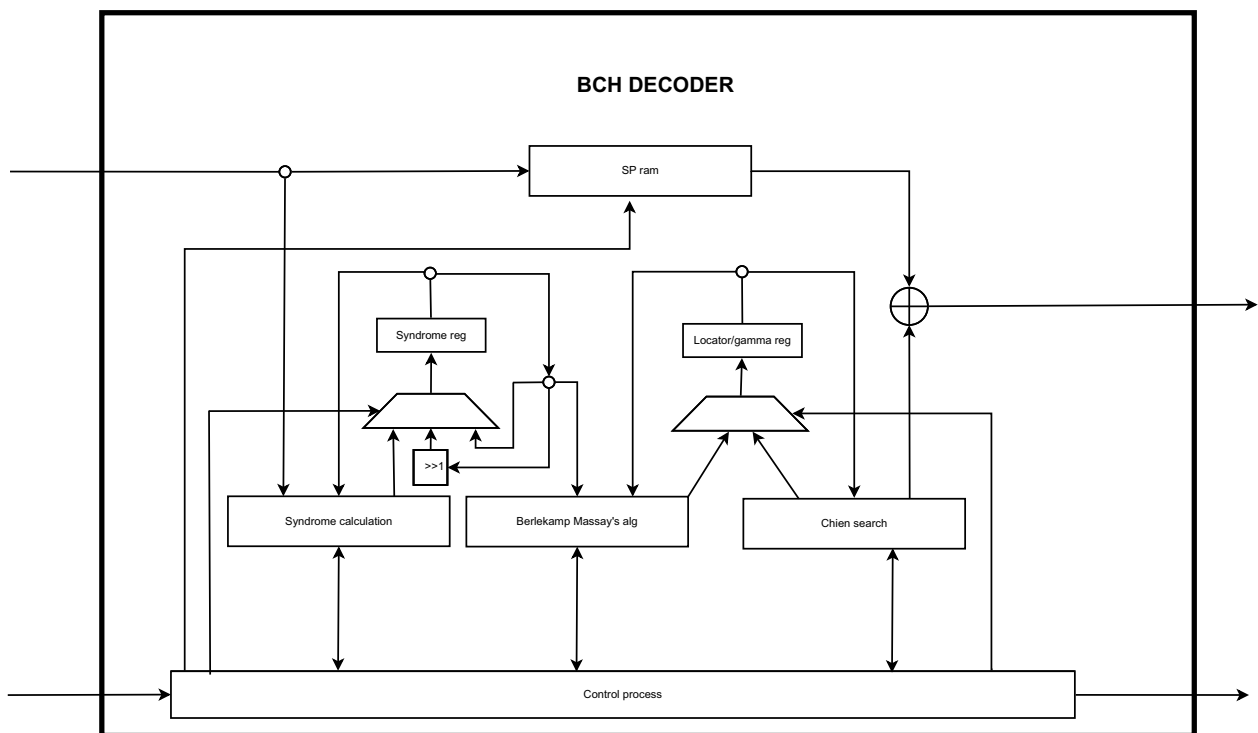 BCH DECODER
SP ram
Syndrome reg
Locator/gamma reg
>>1
Syndrome calculation
Berlekamp Massay's alg
Chien search
Control process